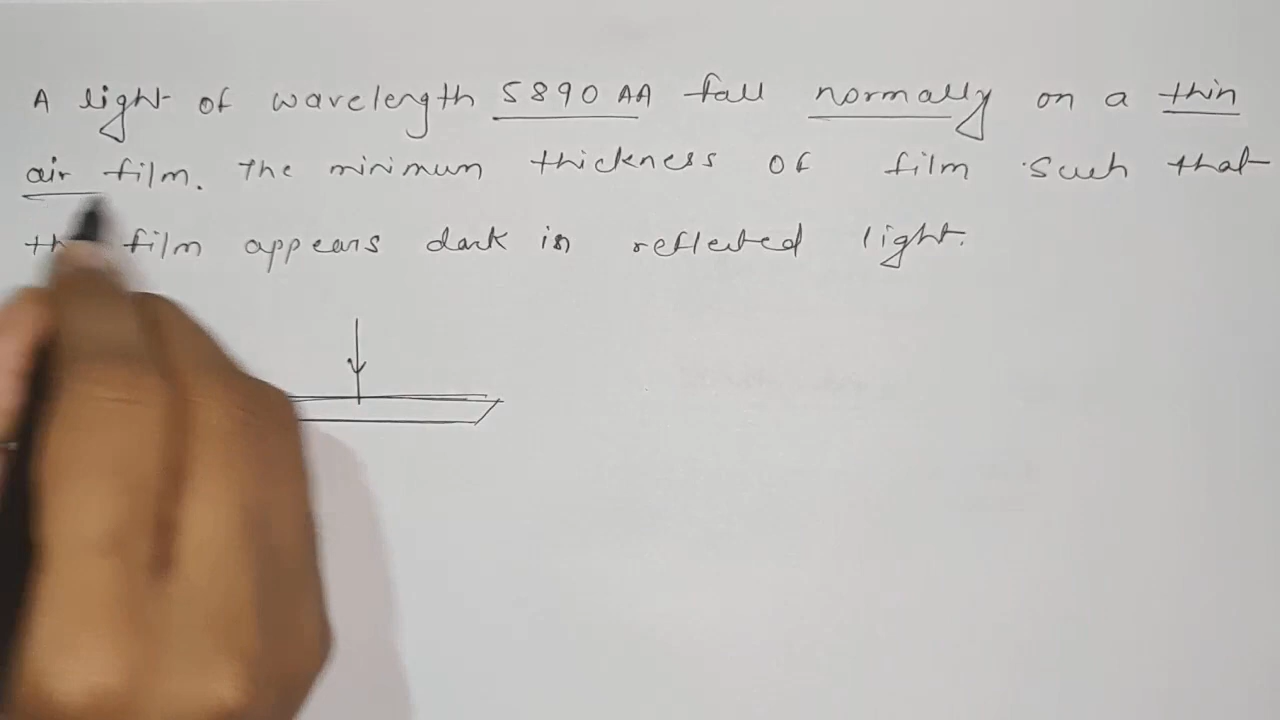 A light of wavelength 5890 AA fall normally on a thin
air film. The minimum thickness of film such that
film appears dark in reflected light.